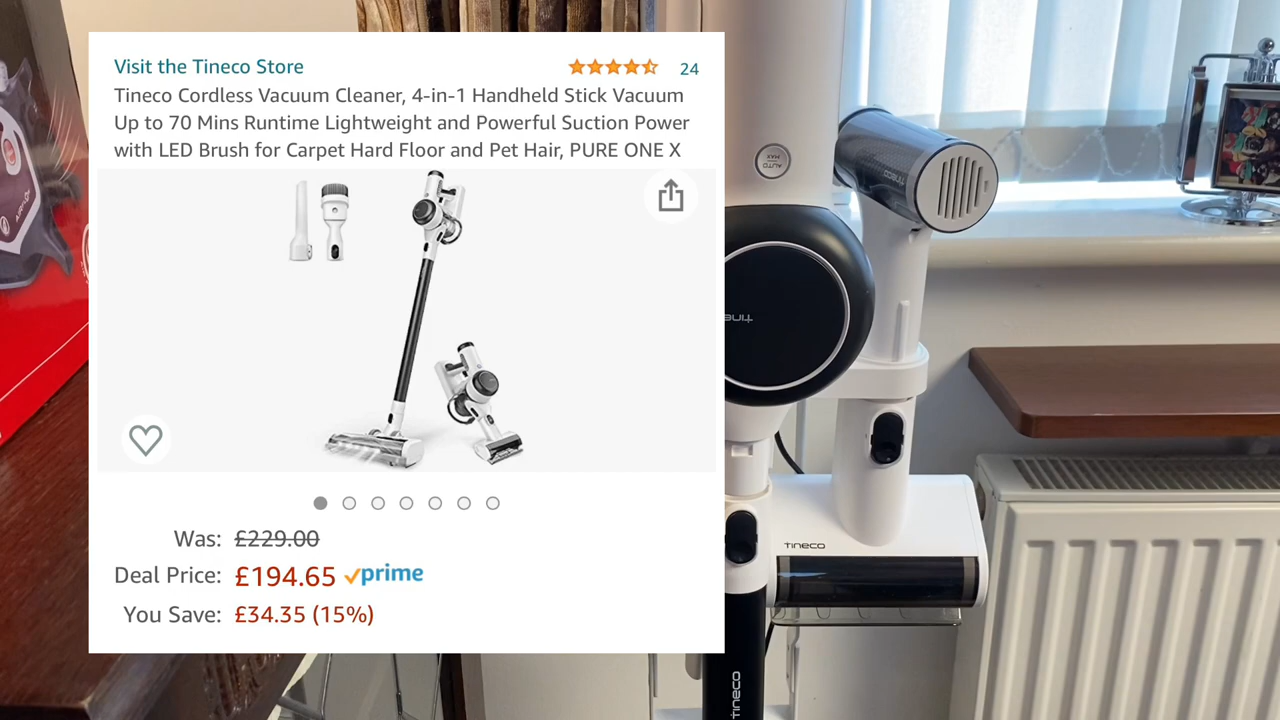 Visit the Tineco Store
24
Tineco Cordless Vacuum Cleaner, 4-in-1 Handheld Stick Vacuum
Up to 70 Mins Runtime Lightweight and Powerful Suction Power
with LED Brush for Carpet Hard Floor and Pet Hair, PURE ONE X
Was: £229.00
Deal Price: £194.65 prime
You Save: £34.35 (15%)
AUTO
MAX
TINECO
TINECO
TINECO